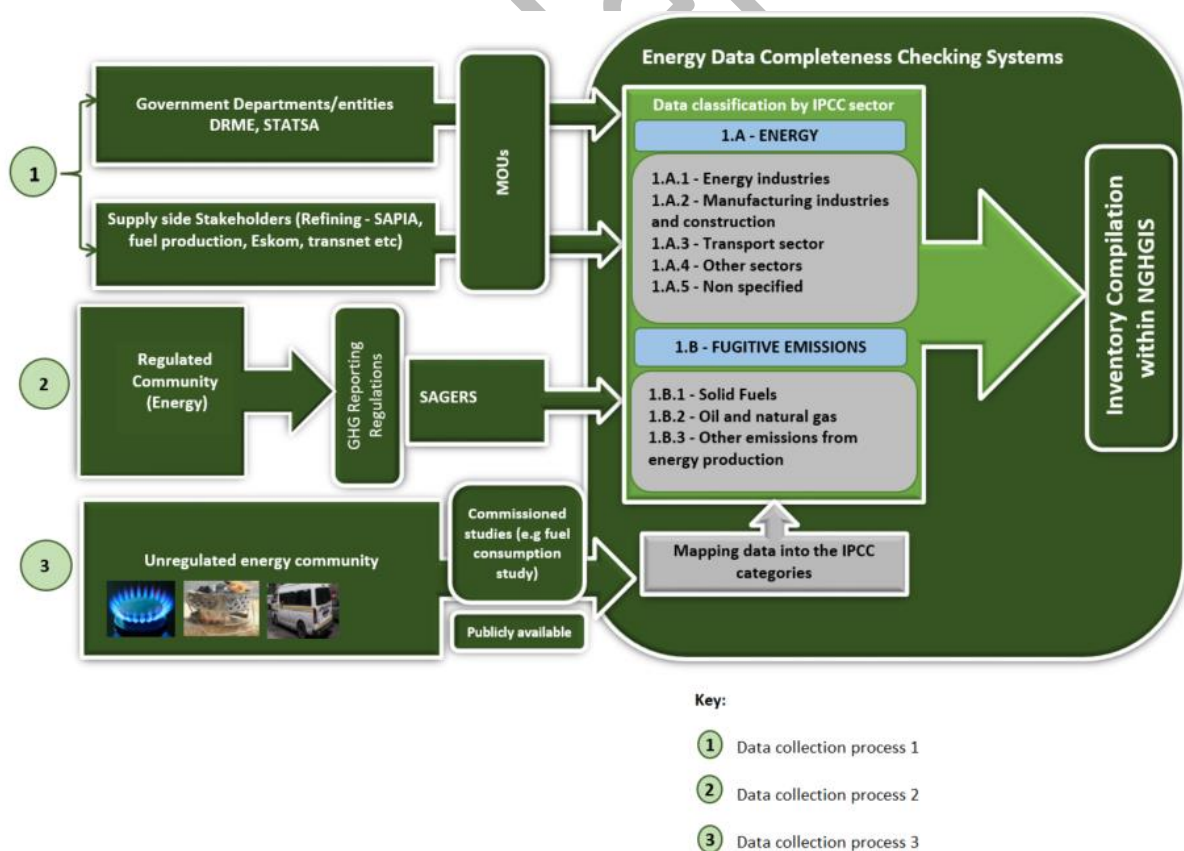 Energy Data Completeness Checking Systems
1
Government Departments/entities
DRME, STATSA
Supply side Stakeholders (Refining - SAPIA,
fuel production, Eskom, transnet etc)
MOUs
Data classification by IPCC sector
1.A - ENERGY
1.A.1 - Energy industries
1.A.2 - Manufacturing industries
and construction
1.A.3 - Transport sector
1.A.4 - Other sectors
1.A.5 - Non specified
1.B - FUGITIVE EMISSIONS
1.B.1 - Solid Fuels
1.B.2 - Oil and natural gas
1.B.3 - Other emissions from
energy production
Inventory Compilation
within NGHGIS
2
Regulated
Community
(Energy)
GHG Reporting
Regulations
SAGERS
3
Unregulated energy community
Commissioned
studies (e.g fuel
consumption
study)
Publicly available
Mapping data into the IPCC
categories
Key:
1 Data collection process 1
2 Data collection process 2
3 Data collection process 3